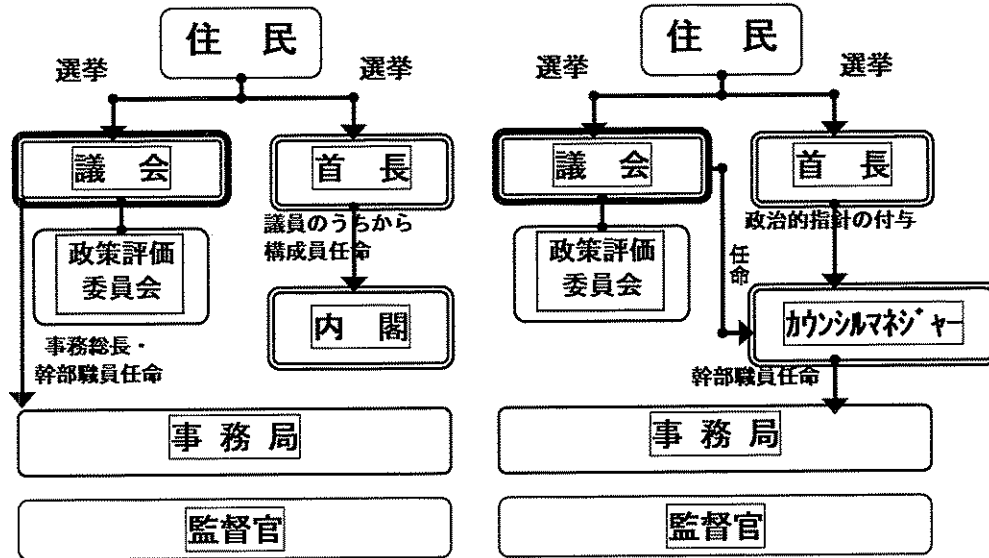 住 民
選挙
選挙
議 会
首 長
議員のうちから
構成員任命
政策評価
委員会
内 閣
事務総長・
幹部職員任命
事 務 局
監督官
住 民
選挙
選挙
議 会
首 長
政治的指針の付与
政策評価
委員会
任命
カウンシルマネジャー
幹部職員任命
事 務 局
監督官